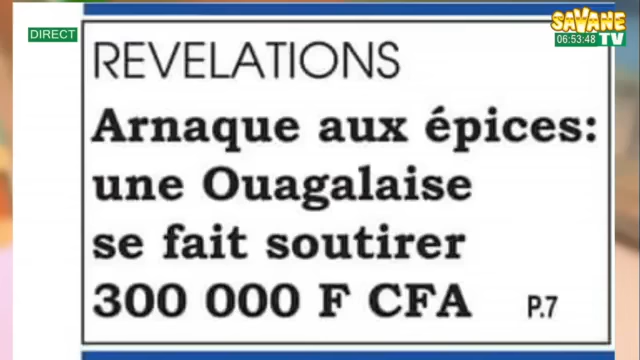 DIRECT
SAVANE
06:53:48 TV
REVELATIONS
Arnaque aux épices:
une Ouagalaise
se fait soutirer
300 000 F CFA P.7